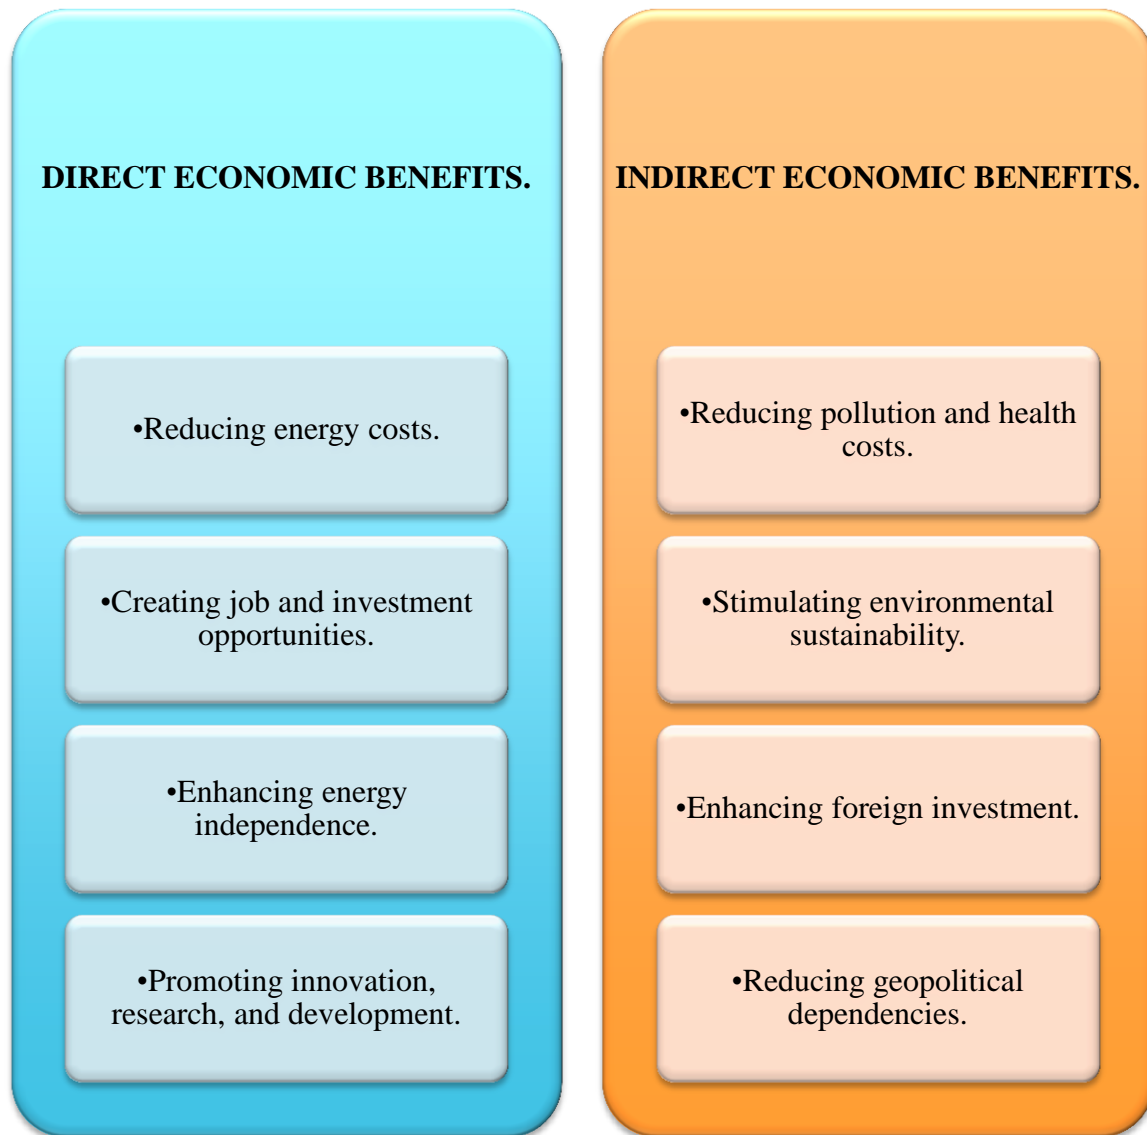 DIRECT ECONOMIC BENEFITS.
•Reducing energy costs.
•Creating job and investment
opportunities.
•Enhancing energy
independence.
•Promoting innovation,
research, and development.
INDIRECT ECONOMIC BENEFITS.
•Reducing pollution and health
costs.
•Stimulating environmental
sustainability.
•Enhancing foreign investment.
•Reducing geopolitical
dependencies.